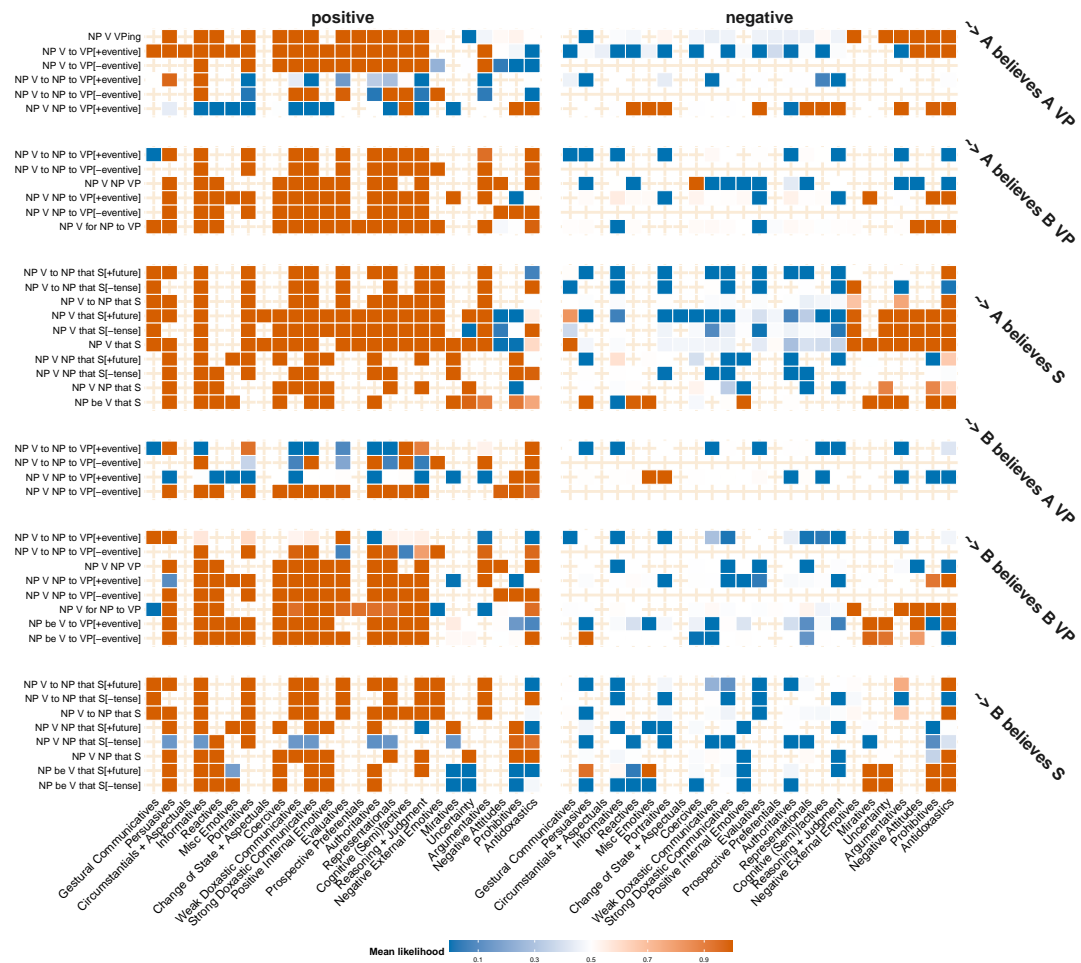 positive
negative
NP V VPing
NP V to VP[+eventive]
NP V to VP[−eventive]
NP V to NP to VP[+eventive]
NP V to NP to VP[−eventive]
NP V NP to VP[+eventive]
~> A believes A VP
NP V to NP to VP[+eventive]
NP V to NP to VP[−eventive]
NP V NP VP
NP V NP to VP[+eventive]
NP V NP to VP[−eventive]
NP V for NP to VP
~> A believes B VP
NP V to NP that S[+future]
NP V to NP that S[−tense]
NP V to NP that S
NP V that S[+future]
NP V that S[−tense]
NP V that S
NP V NP that S[+future]
NP V NP that S[−tense]
NP V NP that S
NP be V that S
~> A believes S
NP V to NP to VP[+eventive]
NP V to NP to VP[−eventive]
NP V NP to VP[+eventive]
NP V NP to VP[−eventive]
~> B believes A VP
NP V to NP to VP[+eventive]
NP V to NP to VP[−eventive]
NP V NP VP
NP V NP to VP[+eventive]
NP V NP to VP[−eventive]
NP V for NP to VP
NP be V to VP[+eventive]
NP be V to VP[−eventive]
~> B believes B VP
NP V to NP that S[+future]
NP V to NP that S[−tense]
NP V to NP that S
NP V NP that S[+future]
NP V NP that S[−tense]
NP V NP that S
NP be V that S[+future]
NP be V that S[−tense]
~> B believes S
Gestural Communicatives
Persuasives
Circumstantials + Aspectuals
Informatives
Reactives
Misc Emotives
Portraitives
Change of State + Aspectuals
Coercives
Weak Doxastic Communicatives
Strong Doxastic Communicatives
Positive Internal Emotives
Evaluatives
Prospective Preferentials
Authoritatives
Representationals
Cognitive (Semi)factives
Reasoning + Judgment
Negative External Emotives
Miratives
Uncertainty
Argumentatives
Negative Attitudes
Prohibitives
Antidoxastics
Gestural Communicatives
Persuasives
Circumstantials + Aspectuals
Informatives
Reactives
Misc Emotives
Portraitives
Change of State + Aspectuals
Coercives
Weak Doxastic Communicatives
Strong Doxastic Communicatives
Positive Internal Emotives
Evaluatives
Prospective Preferentials
Authoritatives
Representationals
Cognitive (Semi)factives
Reasoning + Judgment
Negative External Emotives
Miratives
Uncertainty
Argumentatives
Negative Attitudes
Prohibitives
Antidoxastics
Mean likelihood
0.1 0.3 0.5 0.7 0.9